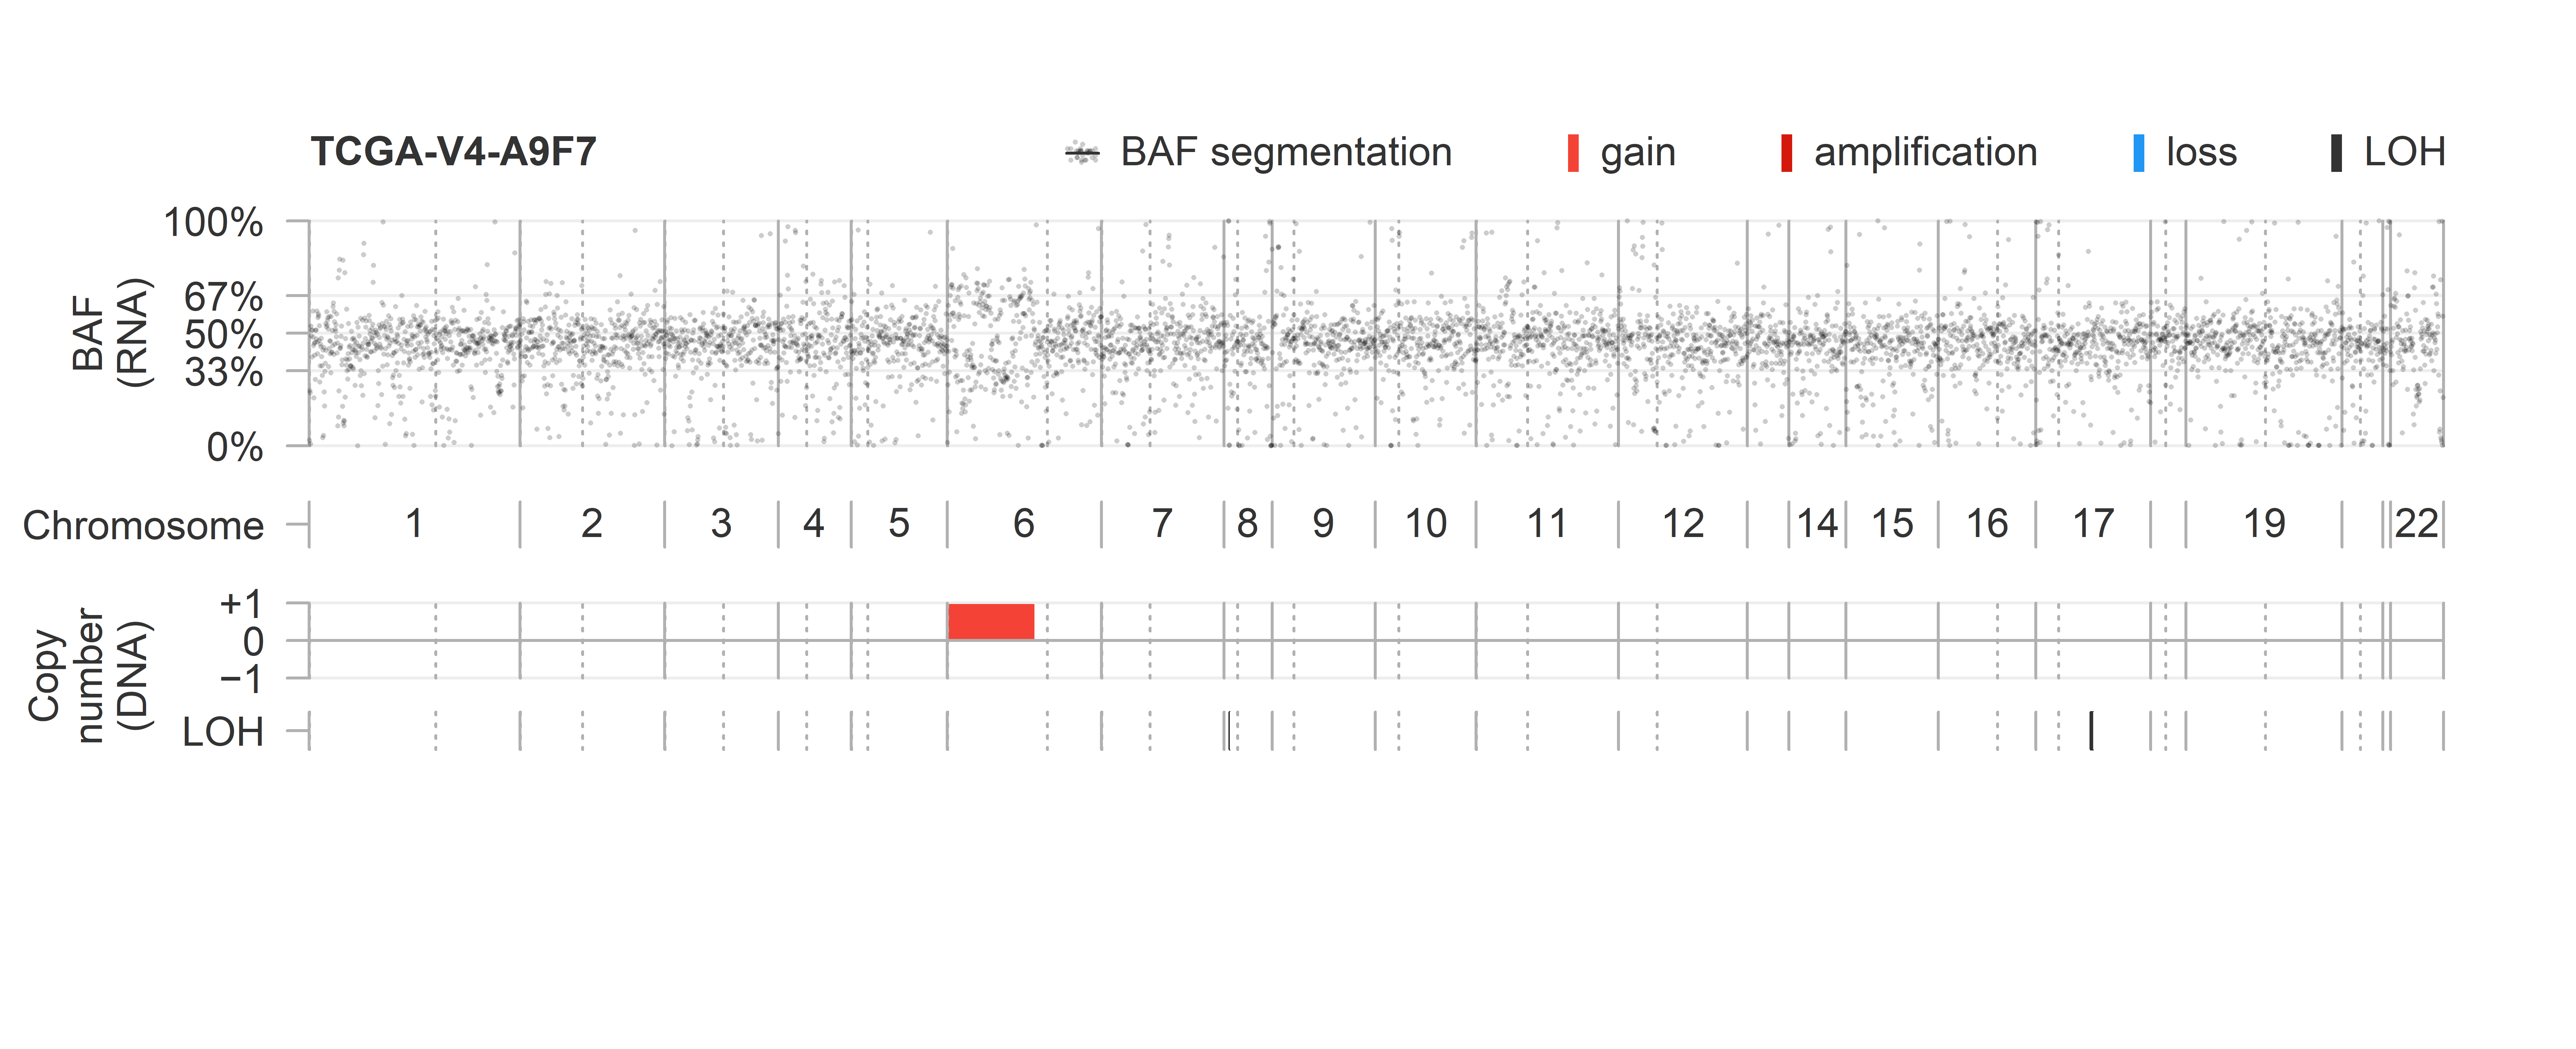 TCGA-V4-A9F7
BAF segmentation
gain
amplification
loss
LOH
BAF
(RNA)
100%
67%
50%
33%
0%
Chromosome
1 2 3 4 5 6 7 8 9 10 11 12 14 15 16 17 19 22
Copy
number
(DNA)
+1
0
−1
LOH